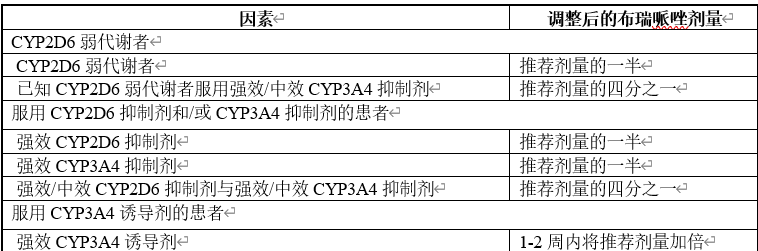 因素 调整后的布瑞哌唑剂量
CYP2D6 弱代谢者
CYP2D6 弱代谢者 推荐剂量的一半
已知 CYP2D6 弱代谢者服用强效/中效 CYP3A4 抑制剂 推荐剂量的四分之一
服用 CYP2D6 抑制剂和/或 CYP3A4 抑制剂的患者
强效 CYP2D6 抑制剂 推荐剂量的一半
强效 CYP3A4 抑制剂 推荐剂量的一半
强效/中效 CYP2D6 抑制剂与强效/中效 CYP3A4 抑制剂 推荐剂量的四分之一
服用 CYP3A4 诱导剂的患者
强效 CYP3A4 诱导剂 1-2 周内将推荐剂量加倍